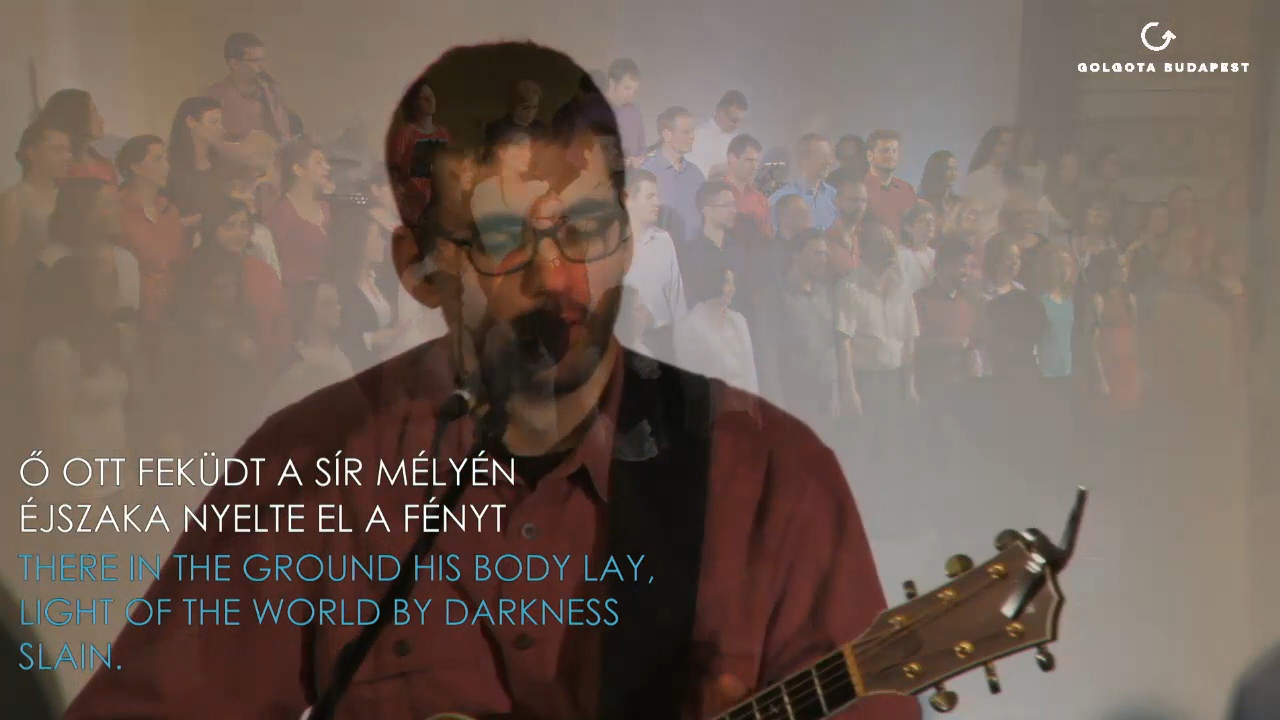 GOLGOTA BUDAPEST
Ő OTT FEKÜDT A SÍR MÉLYÉN
ÉJSZAKA NYELTE EL A FÉNYT
THERE IN THE GROUND HIS BODY LAY,
LIGHT OF THE WORLD BY DARKNESS
SLAIN.